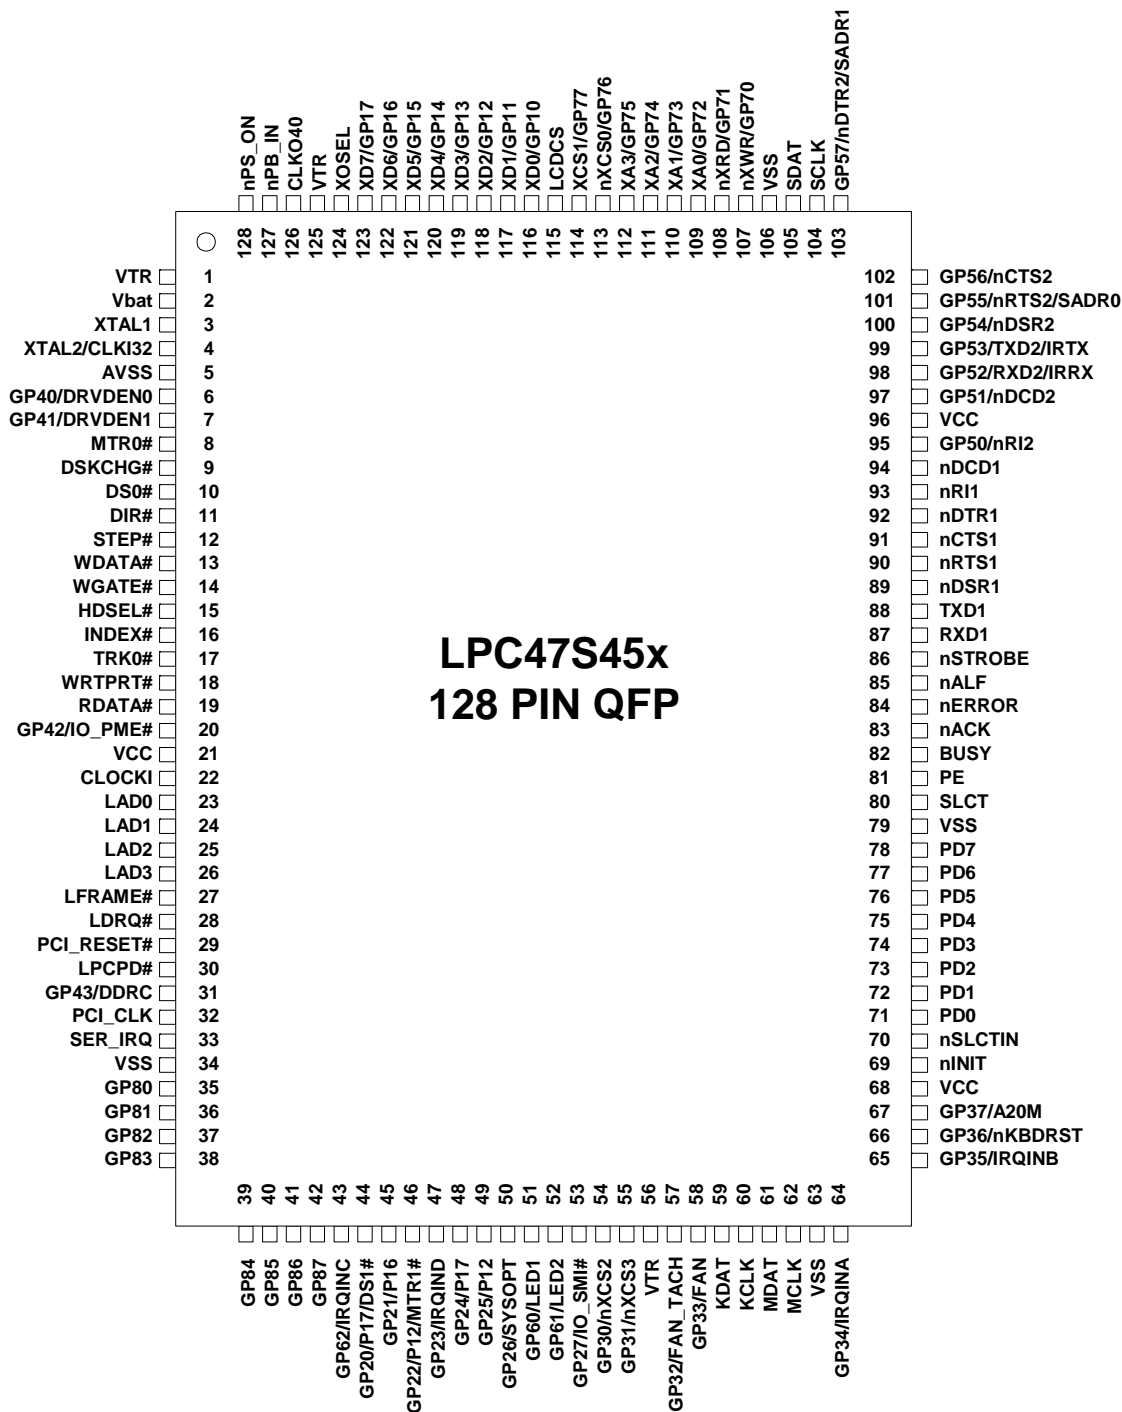 nPS_ON
nPB_IN
CLKO40
VTR
XOSEL
XD7/GP17
XD6/GP16
XD5/GP15
XD4/GP14
XD3/GP13
XD2/GP12
XD1/GP11
XD0/GP10
LCDCS
XCS1/GP77
nXCS0/GP76
XA3/GP75
XA2/GP74
XA1/GP73
XA0/GP72
nXRD/GP71
nXWR/GP70
VSS
SDAT
SCLK
GP57/nDTR2/SADR1
128
127
126
125
124
123
122
121
120
119
118
117
116
115
114
113
112
111
110
109
108
107
106
105
104
103
VTR 1
Vbat 2
XTAL1 3
XTAL2/CLKI32 4
AVSS 5
GP40/DRVDEN0 6
GP41/DRVDEN1 7
MTR0# 8
DSKCHG# 9
DS0# 10
DIR# 11
STEP# 12
WDATA# 13
WGATE# 14
HDSEL# 15
INDEX# 16
TRK0# 17
WRTPRT# 18
RDATA# 19
GP42/IO_PME# 20
VCC 21
CLOCKI 22
LAD0 23
LAD1 24
LAD2 25
LAD3 26
LFRAME# 27
LDRQ# 28
PCI_RESET# 29
LPCPD# 30
GP43/DDRC 31
PCI_CLK 32
SER_IRQ 33
VSS 34
GP80 35
GP81 36
GP82 37
GP83 38
LPC47S45x
128 PIN QFP
102 GP56/nCTS2
101 GP55/nRTS2/SADR0
100 GP54/nDSR2
99 GP53/TXD2/IRTX
98 GP52/RXD2/IRRX
97 GP51/nDCD2
96 VCC
95 GP50/nRI2
94 nDCD1
93 nRI1
92 nDTR1
91 nCTS1
90 nRTS1
89 nDSR1
88 TXD1
87 RXD1
86 nSTROBE
85 nALF
84 nERROR
83 nACK
82 BUSY
81 PE
80 SLCT
79 VSS
78 PD7
77 PD6
76 PD5
75 PD4
74 PD3
73 PD2
72 PD1
71 PD0
70 nSLCTIN
69 nINIT
68 VCC
67 GP37/A20M
66 GP36/nKBDRST
65 GP35/IRQINB
39
40
41
42
43
44
45
46
47
48
49
50
51
52
53
54
55
56
57
58
59
60
61
62
63
64
GP84
GP85
GP86
GP87
GP62/IRQINC
GP20/P17/DS1#
GP21/P16
GP22/P12/MTR1#
GP23/IRQIND
GP24/P17
GP25/P12
GP26/SYSOPT
GP60/LED1
GP61/LED2
GP27/IO_SMI#
GP30/nXCS2
GP31/nXCS3
VTR
GP32/FAN_TACH
GP33/FAN
KDAT
KCLK
MDAT
MCLK
VSS
GP34/IRQINA